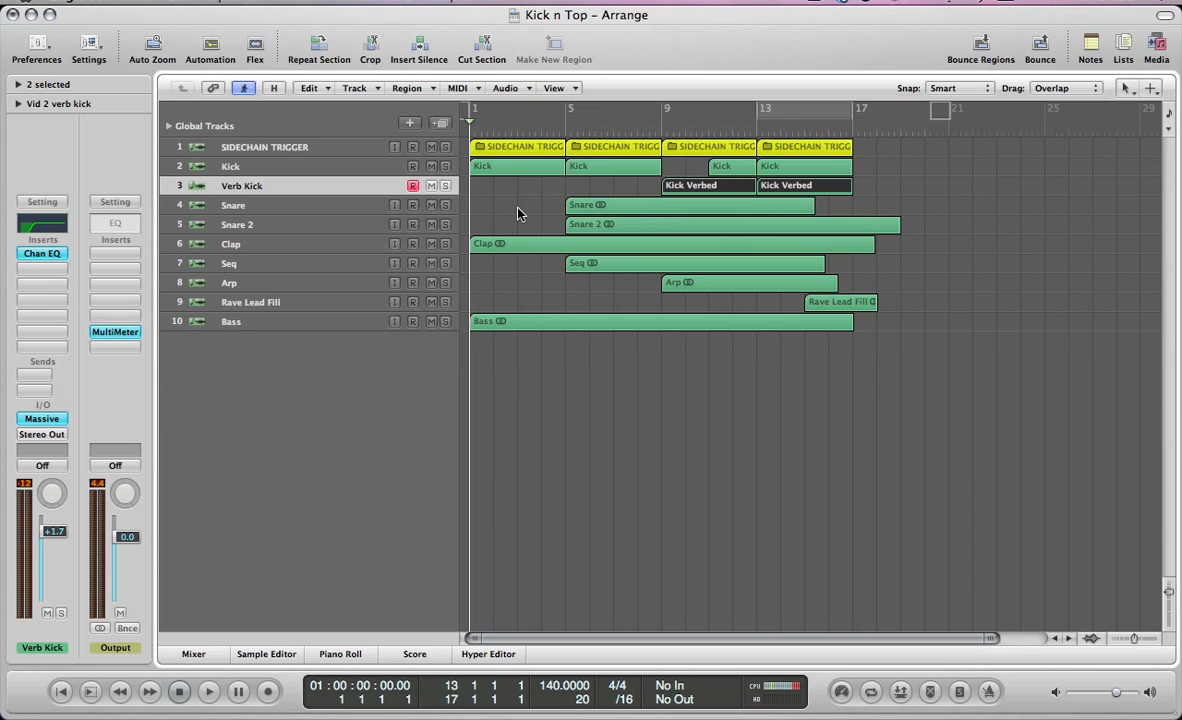 Kick n Top – Arrange
Preferences
Settings
Auto Zoom
Automation
Flex
Repeat Section
Crop
Insert Silence
Cut Section
Make New Region
Bounce Regions
Bounce
Notes
Lists
Media
2 selected
Vid 2 verb kick
H
Edit
Track
Region
MIDI
Audio
View
Snap: Smart
Drag: Overlap
1 5 9 13 17 21 25 29
Global Tracks
1 SIDECHAIN TRIGGER I R M S
SIDECHAIN TRIGG SIDECHAIN TRIGG SIDECHAIN TRIGG SIDECHAIN TRIGG
2 Kick R M S
Kick Kick Kick Kick
3 Verb Kick R M S
Kick Verbed Kick Verbed
4 Snare I R M S
Snare
5 Snare 2 I R M S
Snare 2
6 Clap I R M S
Clap
7 Seq I R M S
Seq
8 Arp I R M S
Arp
9 Rave Lead Fill I R M S
Rave Lead Fill
10 Bass I R M S
Bass
Setting Setting
EQ
Inserts Inserts
Chan EQ
MultiMeter
Sends
I/O
Massive
Stereo Out
Off Off
-12 4.4
+1.7 0.0
M S M
Bnce
Verb Kick Output
Mixer
Sample Editor
Piano Roll
Score
Hyper Editor
01 : 00 : 00 : 00.00 13 1 1 1 140.0000 4/4 No In CPU
1 1 1 1 17 1 1 1 20 /16 No Out HD
S